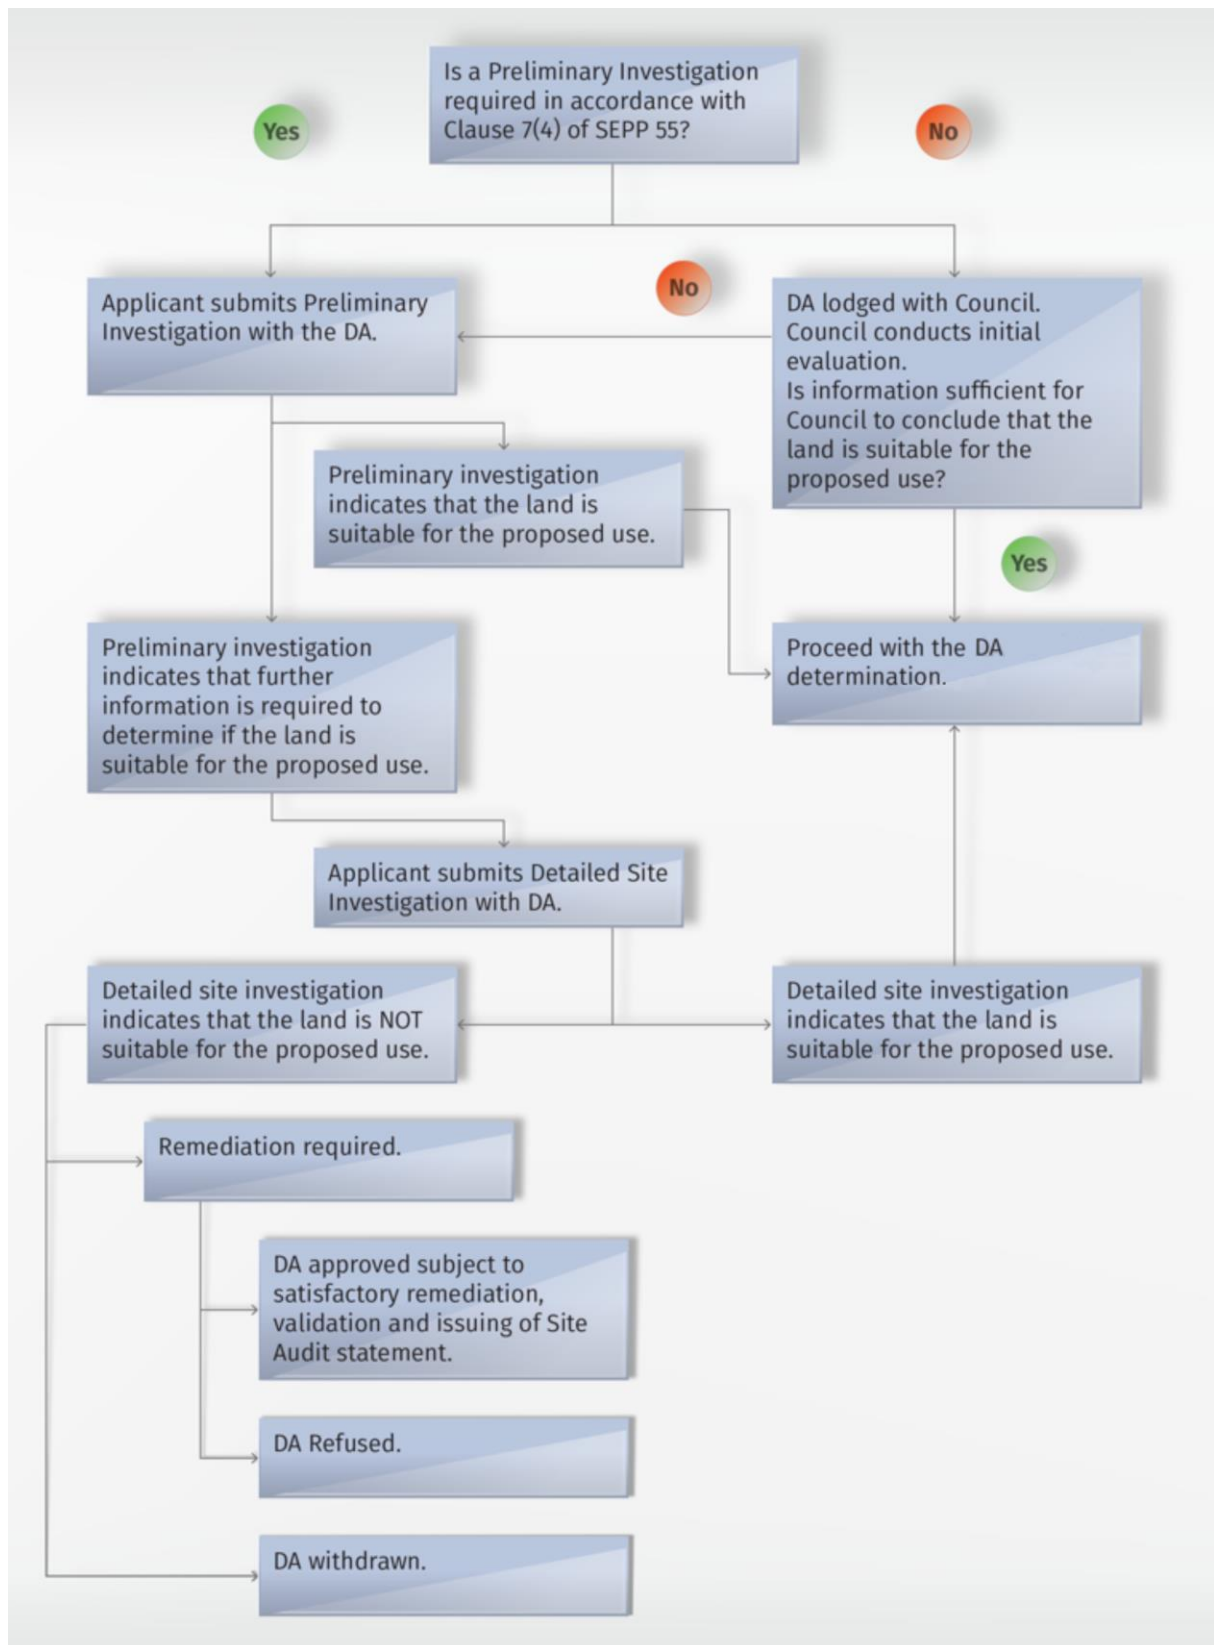 Is a Preliminary Investigation
required in accordance with
Clause 7(4) of SEPP 55?
Yes
No
Applicant submits Preliminary
Investigation with the DA.
No
DA lodged with Council.
Council conducts initial
evaluation.
Is information sufficient for
Council to conclude that the
land is suitable for the
proposed use?
Preliminary investigation
indicates that the land is
suitable for the proposed use.
Yes
Preliminary investigation
indicates that further
information is required to
determine if the land is
suitable for the proposed use.
Proceed with the DA
determination.
Applicant submits Detailed Site
Investigation with DA.
Detailed site investigation
indicates that the land is NOT
suitable for the proposed use.
Detailed site investigation
indicates that the land is
suitable for the proposed use.
Remediation required.
DA approved subject to
satisfactory remediation,
validation and issuing of Site
Audit statement.
DA Refused.
DA withdrawn.